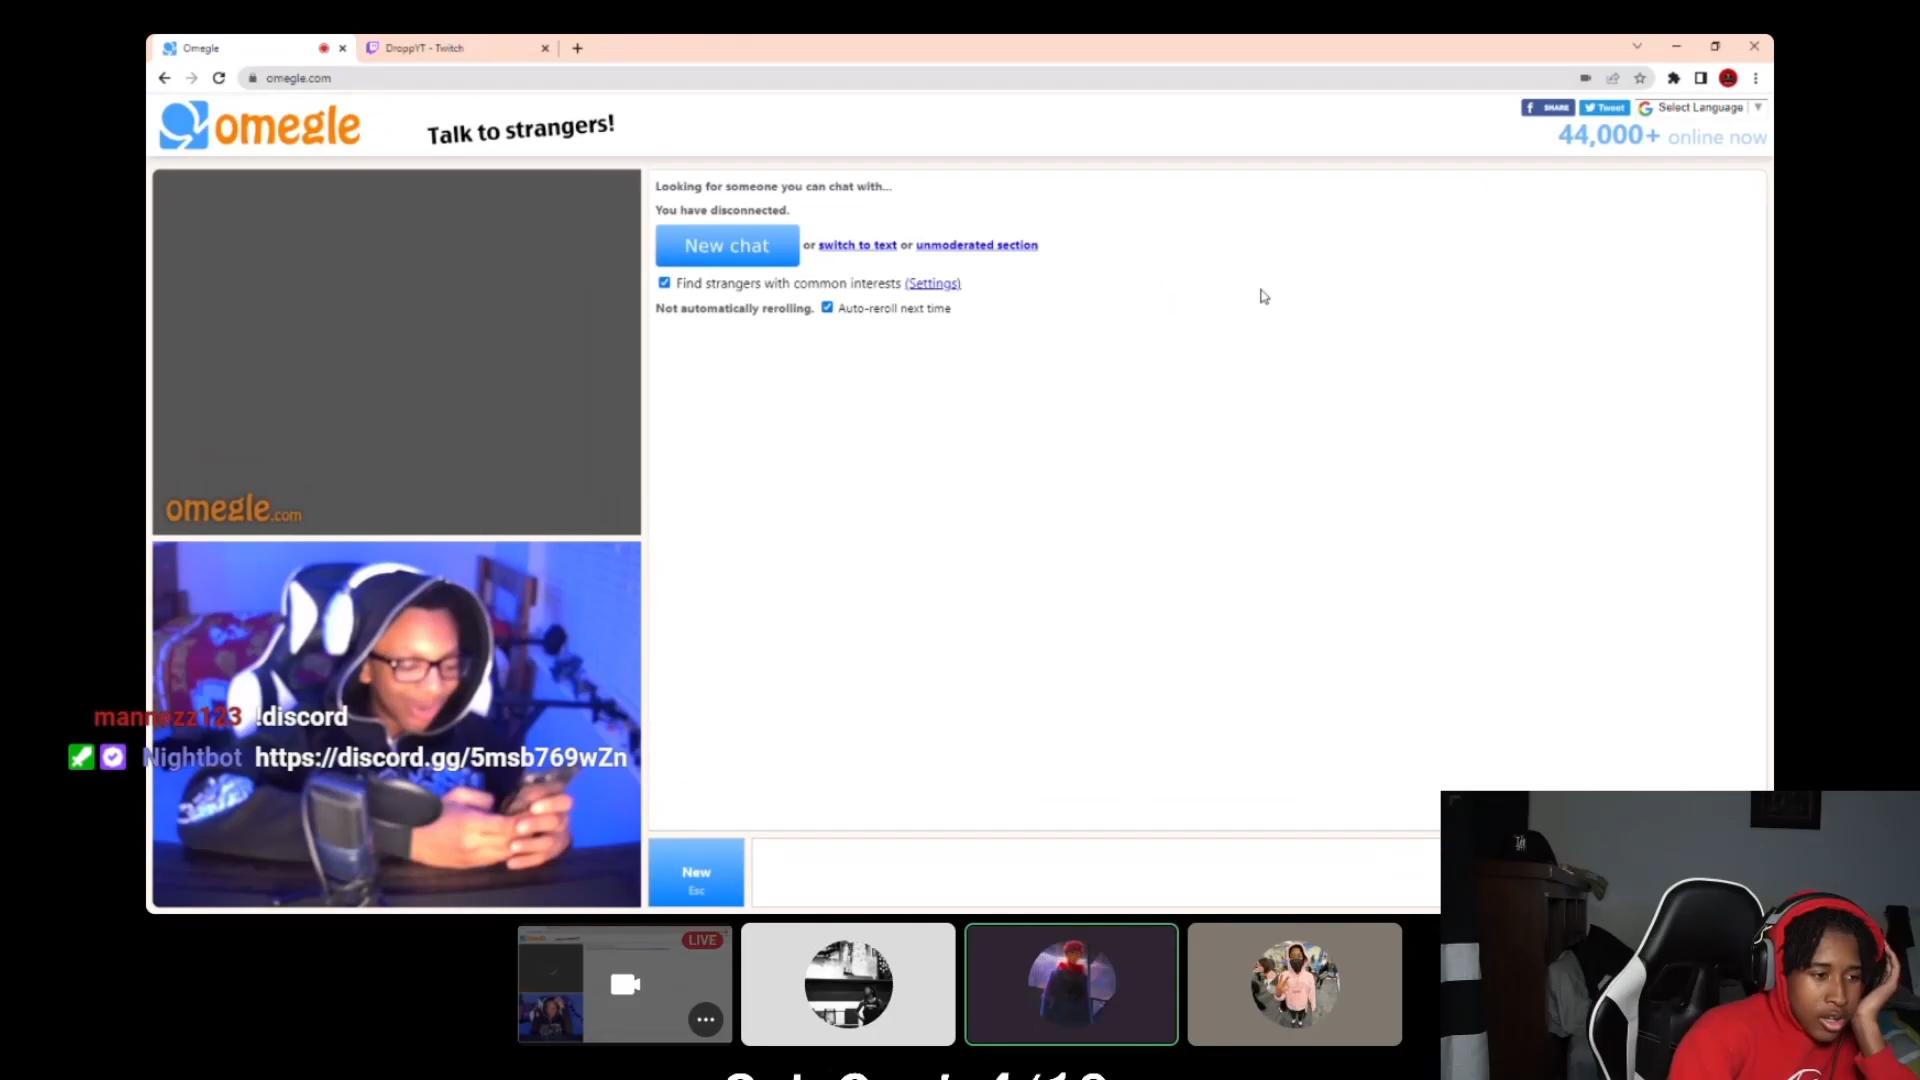 Omegle
DroppYT - Twitch
omegle.com
omegle
Talk to strangers!
SHARE
Tweet
Select Language
44,000+ online now
Looking for someone you can chat with...
You have disconnected.
New chat or switch to text or unmoderated section
Find strangers with common interests (Settings)
Not automatically rerolling. Auto-reroll next time
omegle.com
mannezz123 !discord
Nightbot https://discord.gg/5msb769wZn
New
Esc
LIVE